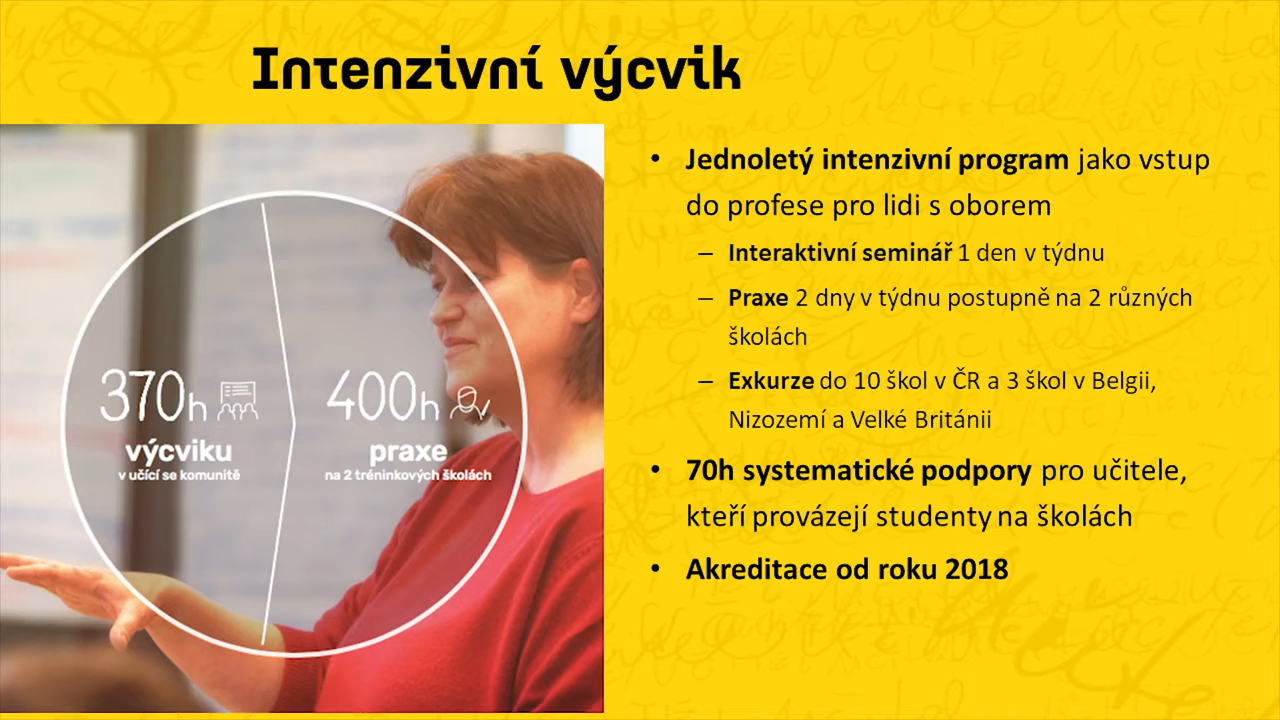 Intenzivní výcvik
370h
výcviku
v učící se komunitě
400h
praxe
na 2 tréninkových školách
• Jednoletý intenzivní program jako vstup
do profese pro lidi s oborem
– Interaktivní seminář 1 den v týdnu
– Praxe 2 dny v týdnu postupně na 2 různých
školách
– Exkurze do 10 škol v ČR a 3 škol v Belgii,
Nizozemí a Velké Británii
• 70h systematické podpory pro učitele,
kteří provázejí studenty na školách
• Akreditace od roku 2018